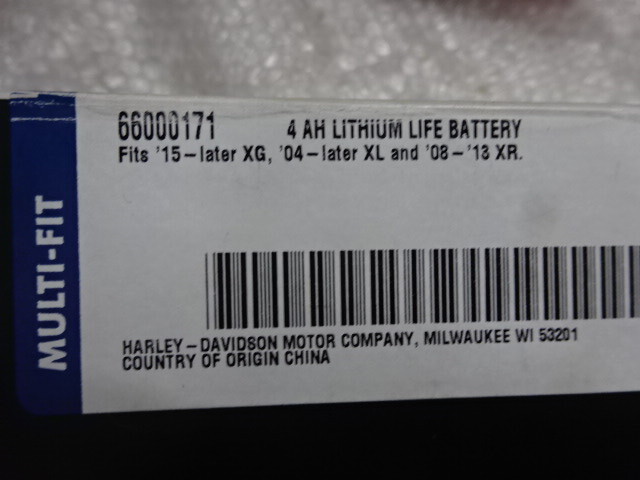 66000171 4 AH LITHIUM LIFE BATTERY
Fits '15-later XG, '04-later XL and '08-'13 XR.
MULTI-FIT
HARLEY-DAVIDSON MOTOR COMPANY, MILWAUKEE WI 53201
COUNTRY OF ORIGIN CHINA